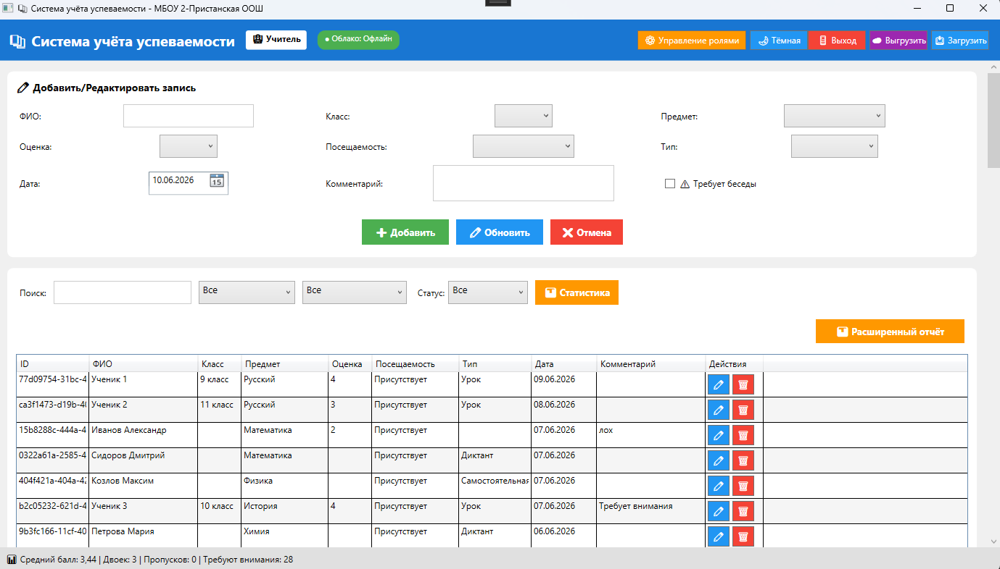 Система учёта успеваемости - МБОУ 2-Пристанская ООШ
Система учёта успеваемости Учитель ● Облако: Офлайн Управление ролями Тёмная Выход Выгрузить Загрузить
Добавить/Редактировать запись
ФИО: Класс: Предмет:
Оценка: Посещаемость: Тип:
Дата: 10.06.2026 15 Комментарий: ⚠ Требует беседы
Добавить Обновить Отмена
Поиск: Все Все Статус: Все Статистика
Расширенный отчёт
ID ФИО Класс Предмет Оценка Посещаемость Тип Дата Комментарий Действия
77d09754-31bc-4 Ученик 1 9 класс Русский 4 Присутствует Урок 09.06.2026
ca3f1473-d19b-40 Ученик 2 11 класс Русский 3 Присутствует Урок 08.06.2026
15b8288c-444a-4 Иванов Александр Математика 2 Присутствует 07.06.2026 лох
0322a61a-2585-4 Сидоров Дмитрий Математика Присутствует Диктант 07.06.2026
404f421a-404a-42 Козлов Максим Физика Присутствует Самостоятельная 07.06.2026
b2c05232-621d-4 Ученик 3 10 класс История 4 Присутствует Урок 07.06.2026 Требует внимания
9b3fc166-11cf-40 Петрова Мария Химия Присутствует Диктант 06.06.2026
Средний балл: 3,44 | Двоек: 3 | Пропусков: 0 | Требуют внимания: 28